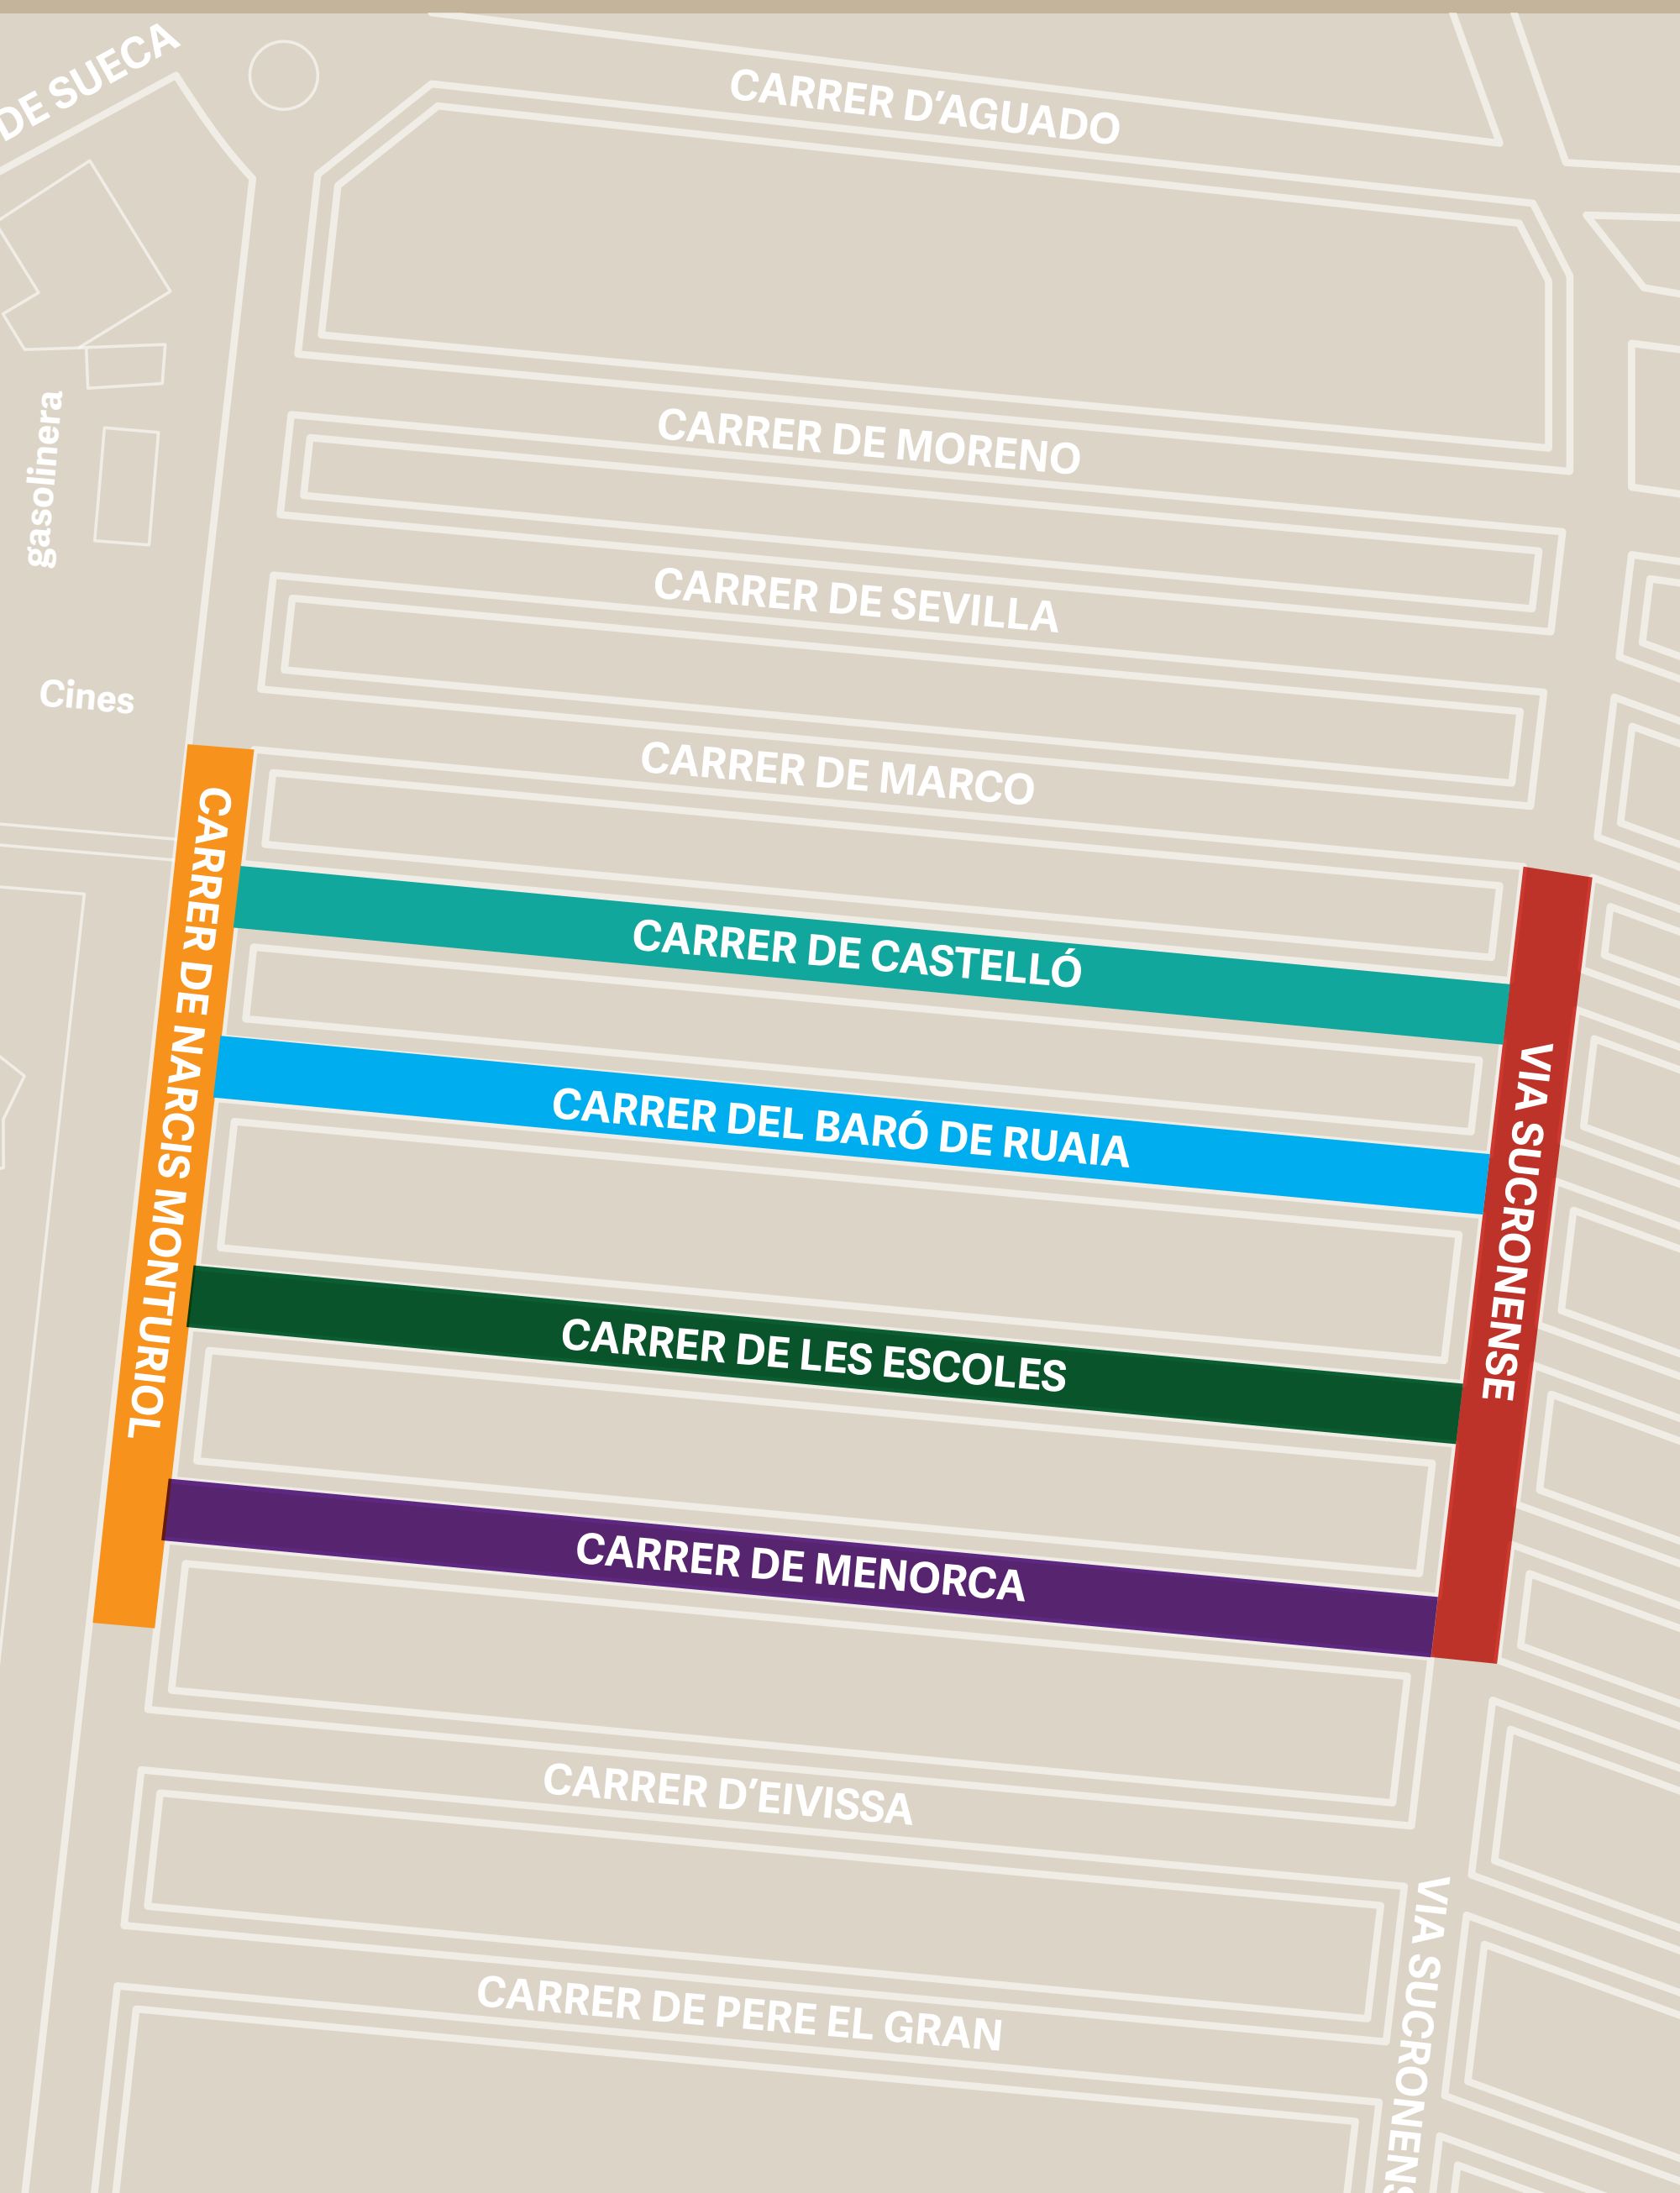 DE SUECA
CARRER D’AGUADO
CARRER DE MORENO
gasolinera
CARRER DE SEVILLA
Cines
CARRER DE MARCO
CARRER DE NARCIS MONTURIOL
CARRER DE CASTELLÓ
VIA SUCRONENSE
CARRER DEL BARÓ DE RUAIA
CARRER DE LES ESCOLES
CARRER DE MENORCA
CARRER D’EIVISSA
VIA SUCRONENS
CARRER DE PERE EL GRAN